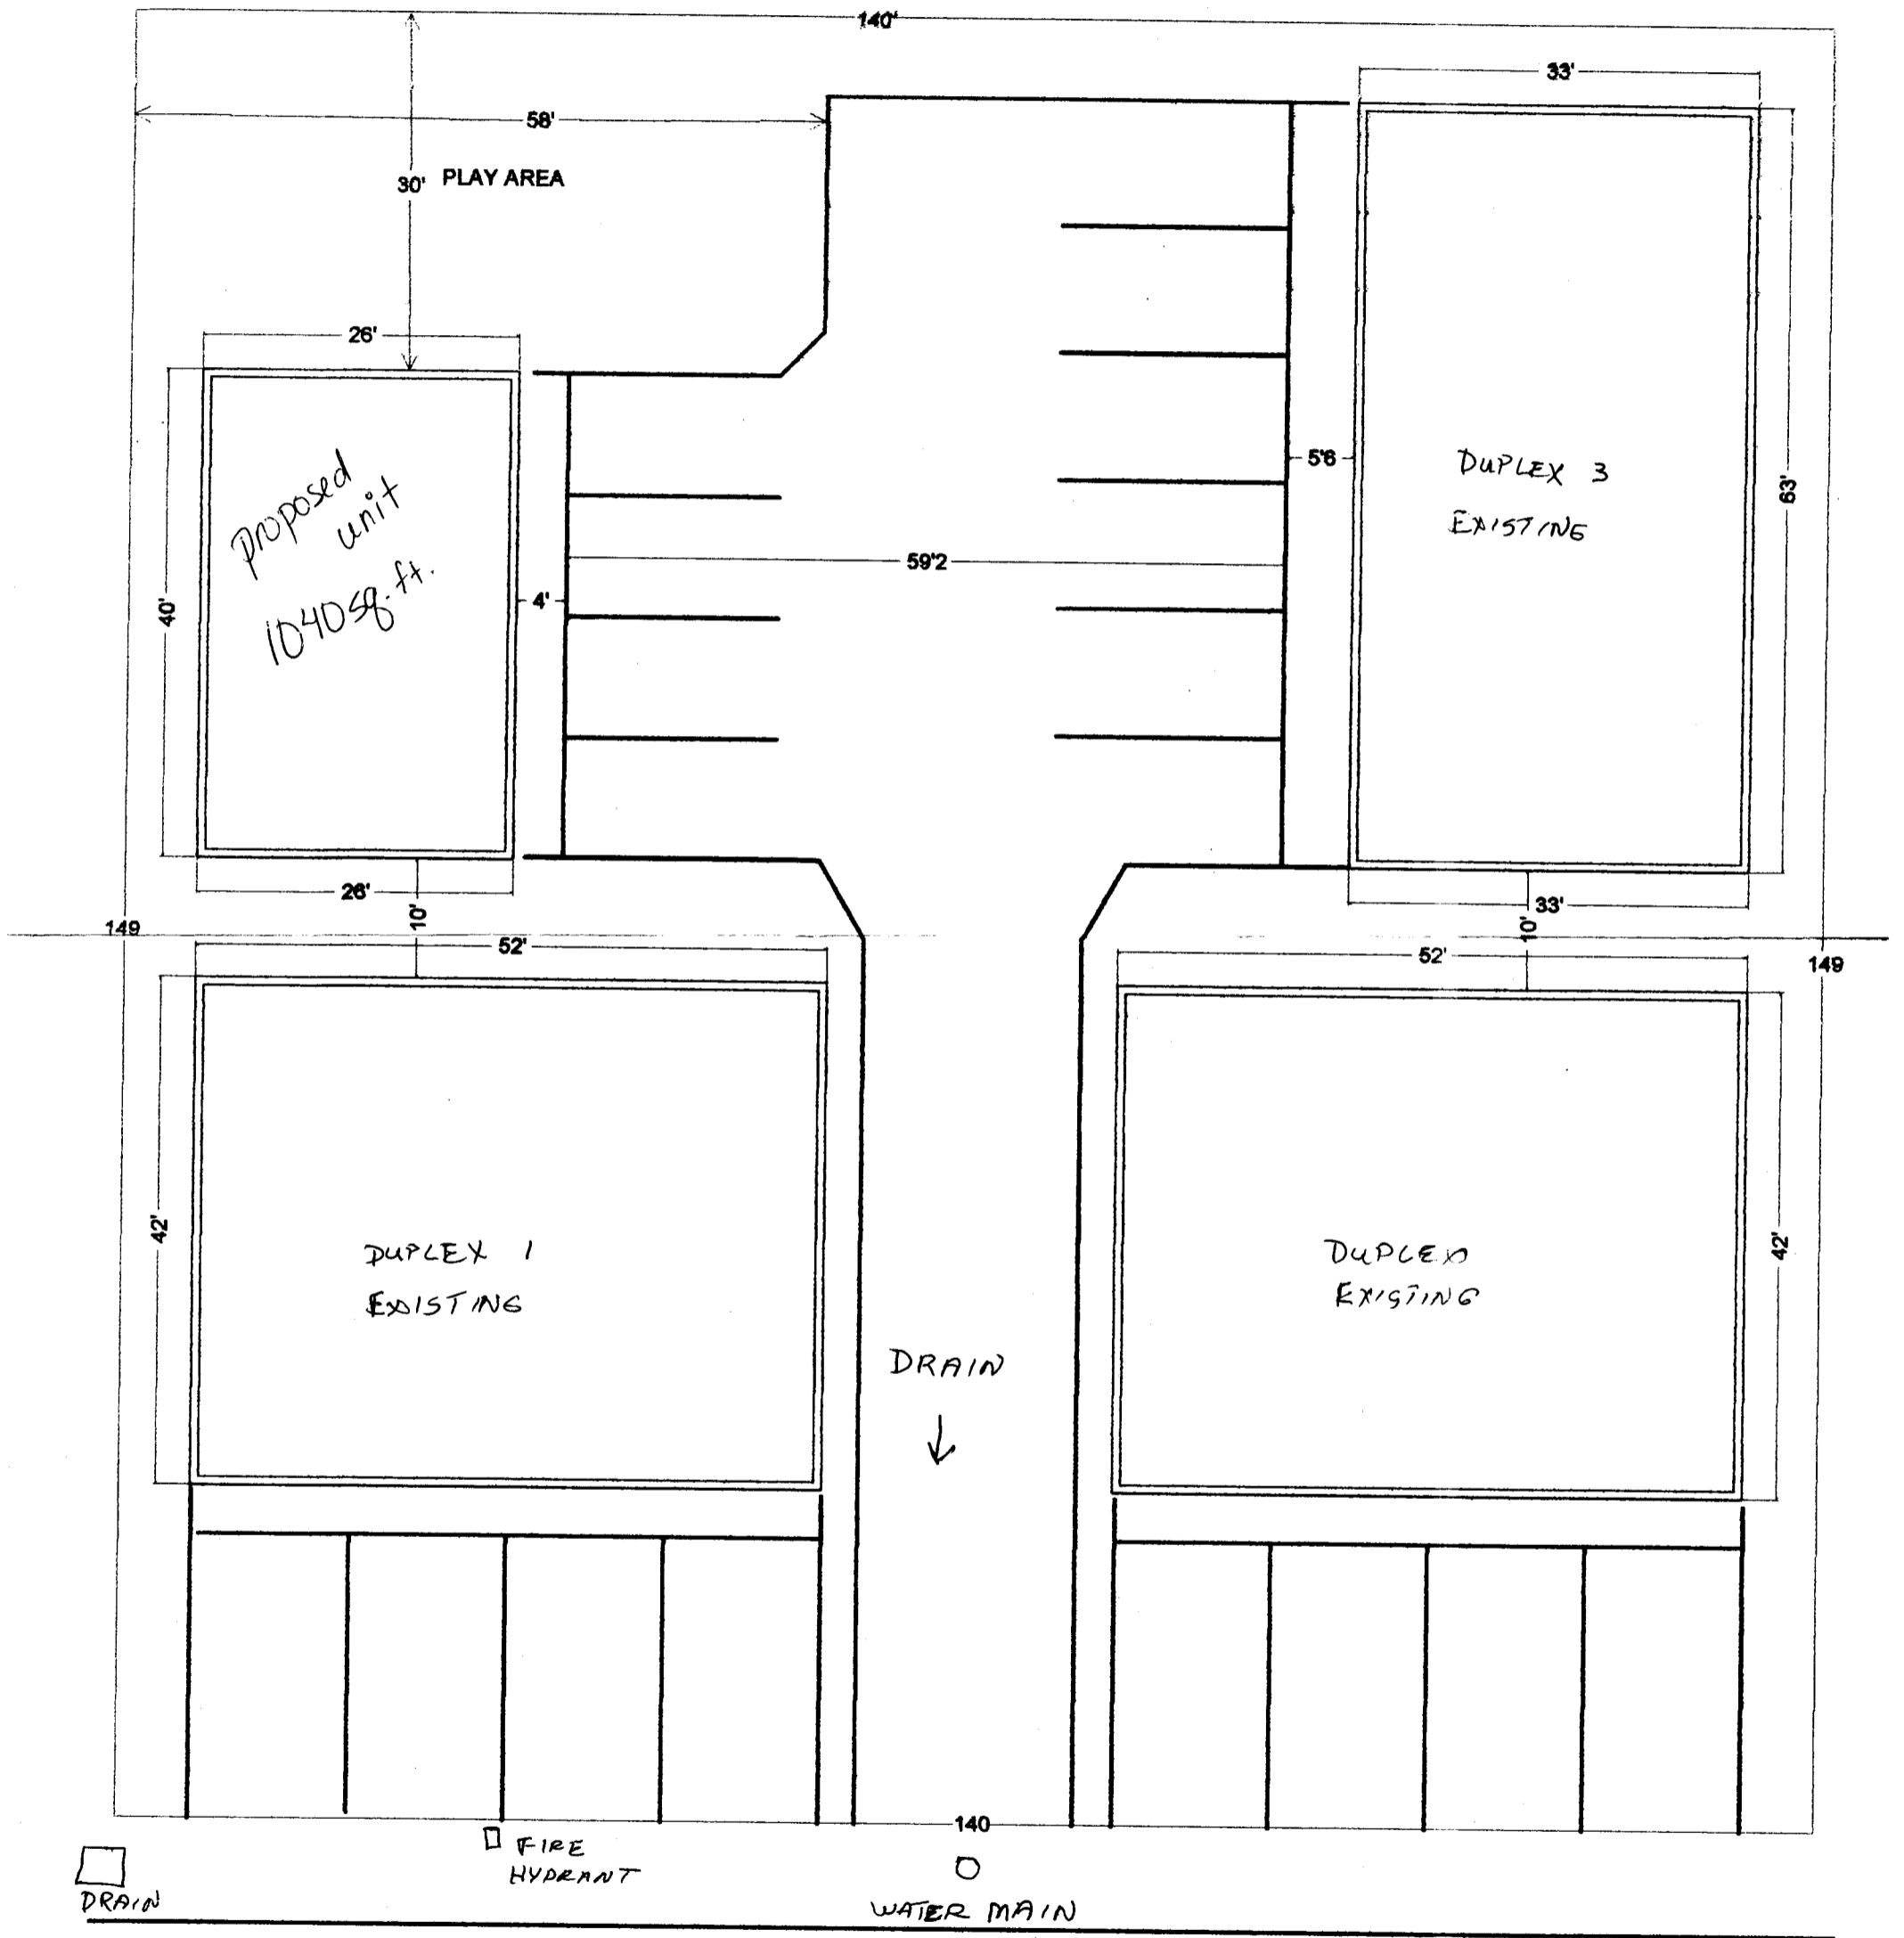 140'
33'
58'
30' PLAY AREA
26'
63'
5'6
DUPLEX 3
EXISTING
proposed
unit
1040 sq. ft.
59'2
4'
40'
26'
10'
33'
10'
149
52'
52'
149
42'
DUPLEX 1
EXISTING
DUPLEX
EXISTING
42'
DRAIN
140
FIRE
HYDRANT
DRAIN
WATER MAIN